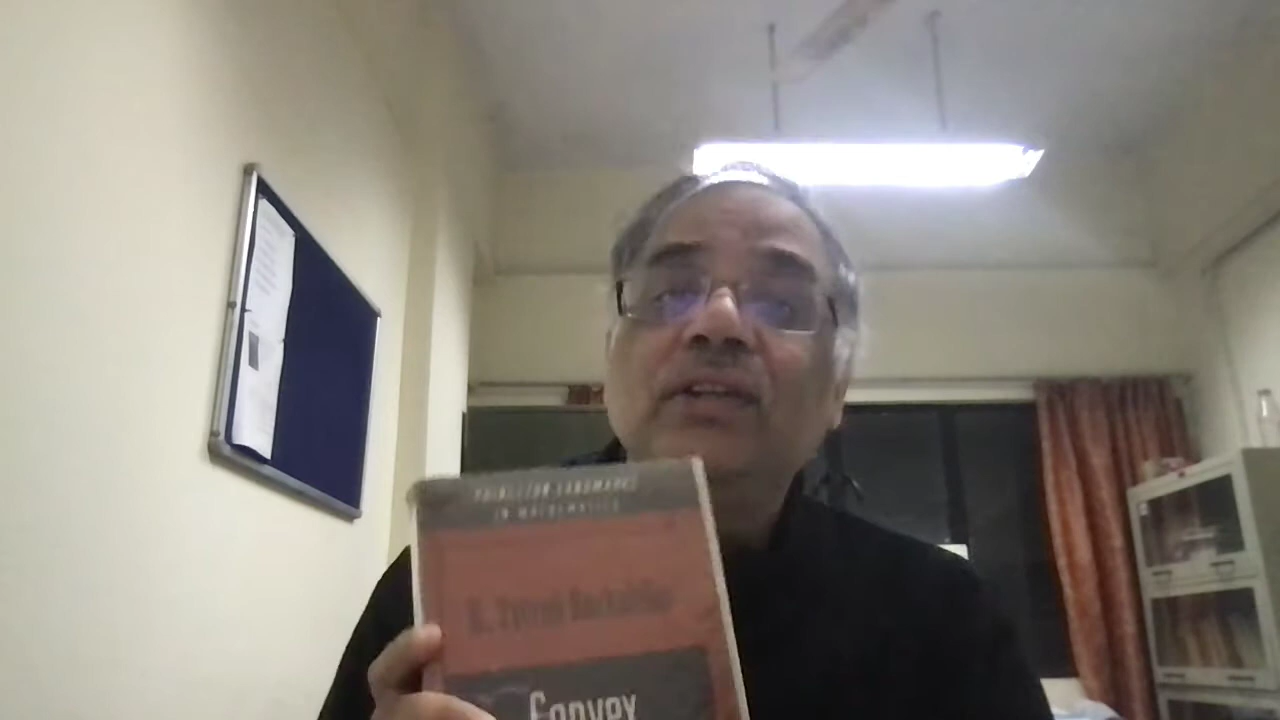 PRINCETON LANDMARKS
IN MATHEMATICS
R. Tyrrell Rockafellar
Convex